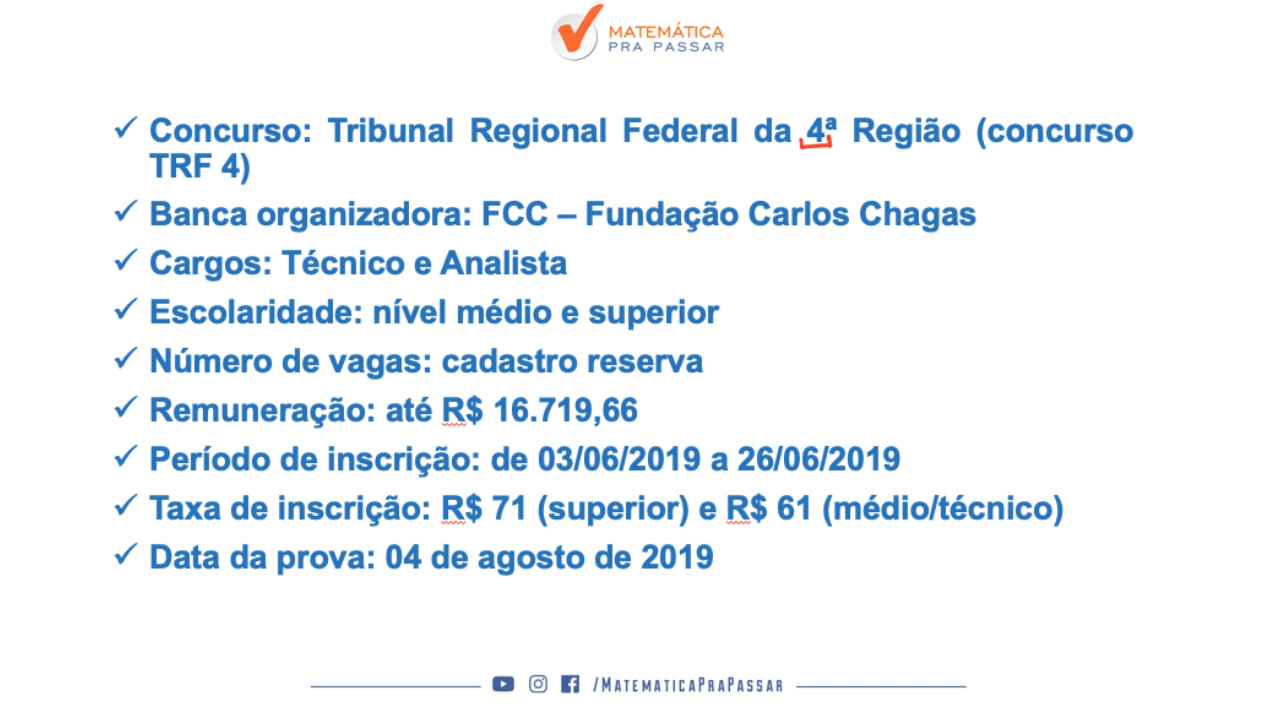 MATEMÁTICA
PRA PASSAR
✓ Concurso: Tribunal Regional Federal da 4ª Região (concurso
TRF 4)
✓ Banca organizadora: FCC – Fundação Carlos Chagas
✓ Cargos: Técnico e Analista
✓ Escolaridade: nível médio e superior
✓ Número de vagas: cadastro reserva
✓ Remuneração: até R$ 16.719,66
✓ Período de inscrição: de 03/06/2019 a 26/06/2019
✓ Taxa de inscrição: R$ 71 (superior) e R$ 61 (médio/técnico)
✓ Data da prova: 04 de agosto de 2019
/MATEMATICAPRAPASSAR